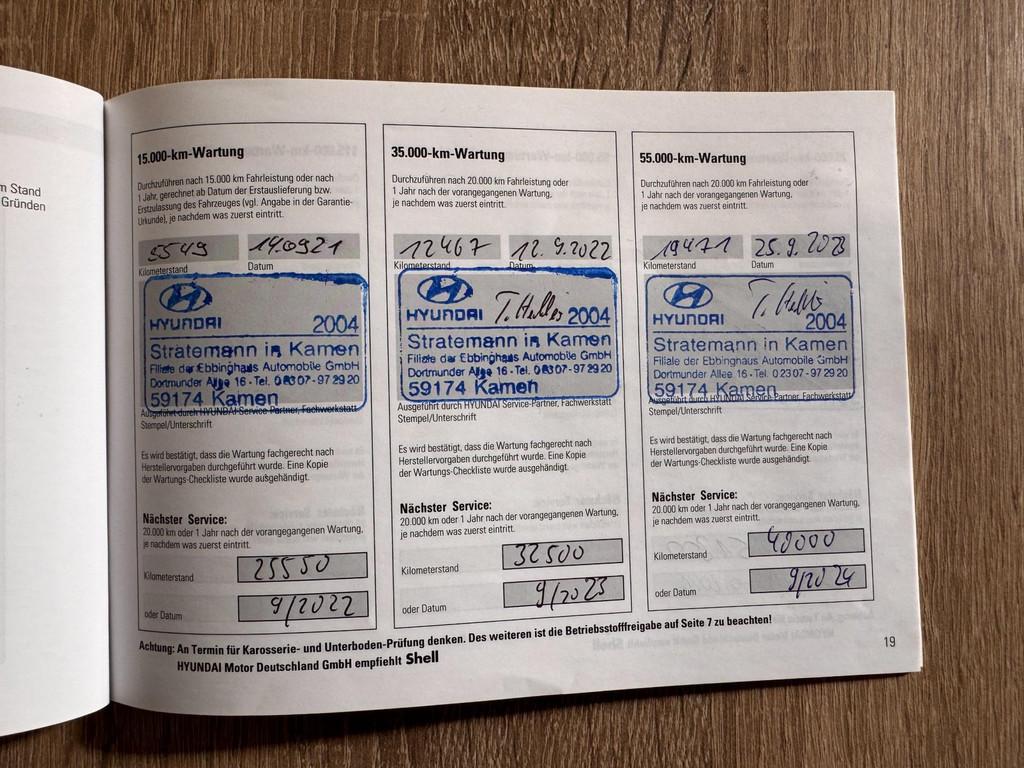 m Stand
Gründen
15.000-km-Wartung
Durchzuführen nach 15.000 km Fahrleistung oder nach
1 Jahr, gerechnet ab Datum der Erstauslieferung bzw.
Erstzulassung des Fahrzeuges (vgl. Angabe in der Garantie-
Urkunde), je nachdem was zuerst eintritt.
5549 14.0921
Kilometerstand Datum
HYUNDAI 2004
Stratemann in Kamen
Filiale der Ebbinghaus Automobile GmbH
Dortmunder Allee 16 · Tel. 0 23 07 - 97 29 20
59174 Kamen
Ausgeführt durch HYUNDAI Service-Partner, Fachwerkstatt
Stempel/Unterschrift
Es wird bestätigt, dass die Wartung fachgerecht nach
Herstellervorgaben durchgeführt wurde. Eine Kopie
der Wartungs-Checkliste wurde ausgehändigt.
Nächster Service:
20.000 km oder 1 Jahr nach der vorangegangenen Wartung,
je nachdem was zuerst eintritt.
Kilometerstand 25550
oder Datum 9/2022
35.000-km-Wartung
Durchzuführen nach 20.000 km Fahrleistung oder
1 Jahr nach der vorangegangenen Wartung,
je nachdem was zuerst eintritt.
12467 12.9.2022
Kilometerstand Datum
HYUNDAI 2004
Stratemann in Kamen
Filiale der Ebbinghaus Automobile GmbH
Dortmunder Allee 16 · Tel. 0 23 07 - 97 29 20
59174 Kamen
Ausgeführt durch HYUNDAI Service-Partner, Fachwerkstatt
Stempel/Unterschrift
Es wird bestätigt, dass die Wartung fachgerecht nach
Herstellervorgaben durchgeführt wurde. Eine Kopie
der Wartungs-Checkliste wurde ausgehändigt.
Nächster Service:
20.000 km oder 1 Jahr nach der vorangegangenen Wartung,
je nachdem was zuerst eintritt.
Kilometerstand 32500
oder Datum 9/2023
55.000-km-Wartung
Durchzuführen nach 20.000 km Fahrleistung oder
1 Jahr nach der vorangegangenen Wartung,
je nachdem was zuerst eintritt.
19471 25.9.2023
Kilometerstand Datum
HYUNDAI 2004
Stratemann in Kamen
Filiale der Ebbinghaus Automobile GmbH
Dortmunder Allee 16 · Tel. 0 23 07 - 97 29 20
59174 Kamen
Ausgeführt durch HYUNDAI Service-Partner, Fachwerkstatt
Stempel/Unterschrift
Es wird bestätigt, dass die Wartung fachgerecht nach
Herstellervorgaben durchgeführt wurde. Eine Kopie
der Wartungs-Checkliste wurde ausgehändigt.
Nächster Service:
20.000 km oder 1 Jahr nach der vorangegangenen Wartung,
je nachdem was zuerst eintritt.
Kilometerstand 40000
oder Datum 9/2024
Achtung: An Termin für Karosserie- und Unterboden-Prüfung denken. Des weiteren ist die Betriebsstofffreigabe auf Seite 7 zu beachten!
HYUNDAI Motor Deutschland GmbH empfiehlt Shell
19